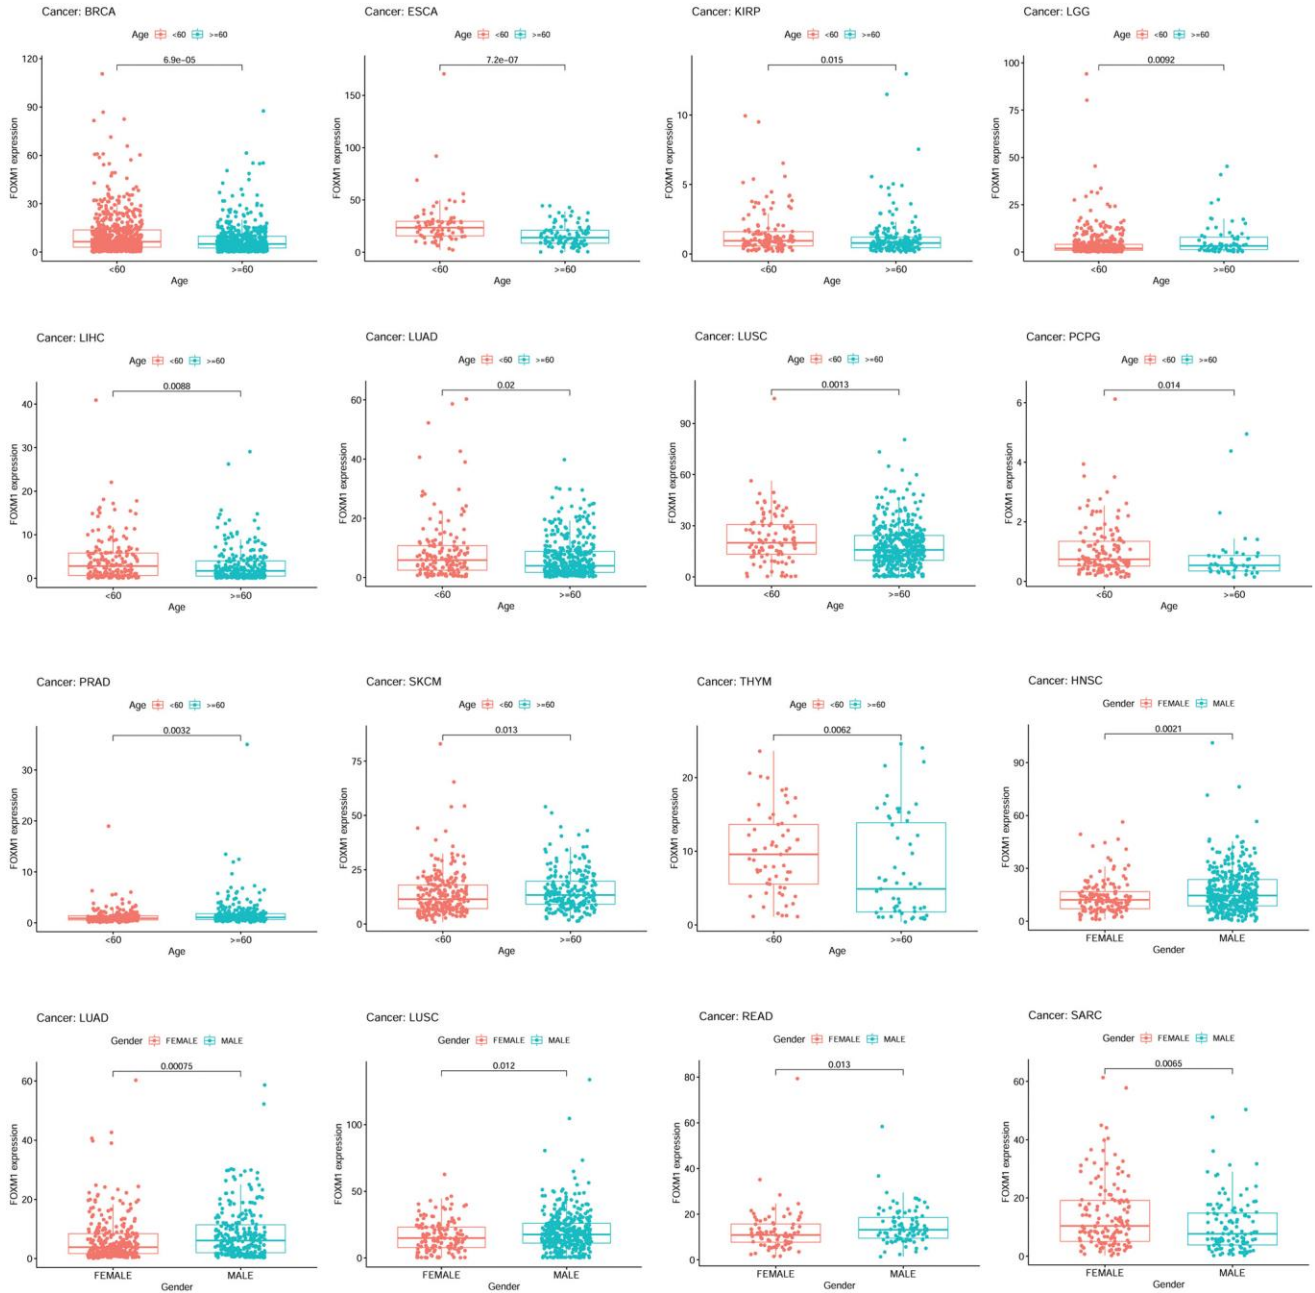 Cancer: BRCA
Age <60 >=60
6.9e-05
FOXM1 expression
120
90
60
30
0
<60 >=60
Age
Cancer: ESCA
Age <60 >=60
7.2e-07
FOXM1 expression
150
100
50
0
<60 >=60
Age
Cancer: KIRP
Age <60 >=60
0.015
FOXM1 expression
10
5
0
<60 >=60
Age
Cancer: LGG
Age <60 >=60
0.0092
FOXM1 expression
100
75
50
25
0
<60 >=60
Age
Cancer: LIHC
Age <60 >=60
0.0088
FOXM1 expression
40
30
20
10
0
<60 >=60
Age
Cancer: LUAD
Age <60 >=60
0.02
FOXM1 expression
60
40
20
0
<60 >=60
Age
Cancer: LUSC
Age <60 >=60
0.0013
FOXM1 expression
90
60
30
0
<60 >=60
Age
Cancer: PCPG
Age <60 >=60
0.014
FOXM1 expression
6
4
2
0
<60 >=60
Age
Cancer: PRAD
Age <60 >=60
0.0032
FOXM1 expression
30
20
10
0
<60 >=60
Age
Cancer: SKCM
Age <60 >=60
0.013
FOXM1 expression
75
50
25
0
<60 >=60
Age
Cancer: THYM
Age <60 >=60
0.0062
FOXM1 expression
20
10
0
<60 >=60
Age
Cancer: HNSC
Gender FEMALE MALE
0.0021
FOXM1 expression
90
60
30
0
FEMALE MALE
Gender
Cancer: LUAD
Gender FEMALE MALE
0.00075
FOXM1 expression
60
40
20
0
FEMALE MALE
Gender
Cancer: LUSC
Gender FEMALE MALE
0.012
FOXM1 expression
100
50
0
FEMALE MALE
Gender
Cancer: READ
Gender FEMALE MALE
0.013
FOXM1 expression
80
60
40
20
0
FEMALE MALE
Gender
Cancer: SARC
Gender FEMALE MALE
0.0065
FOXM1 expression
60
40
20
0
FEMALE MALE
Gender